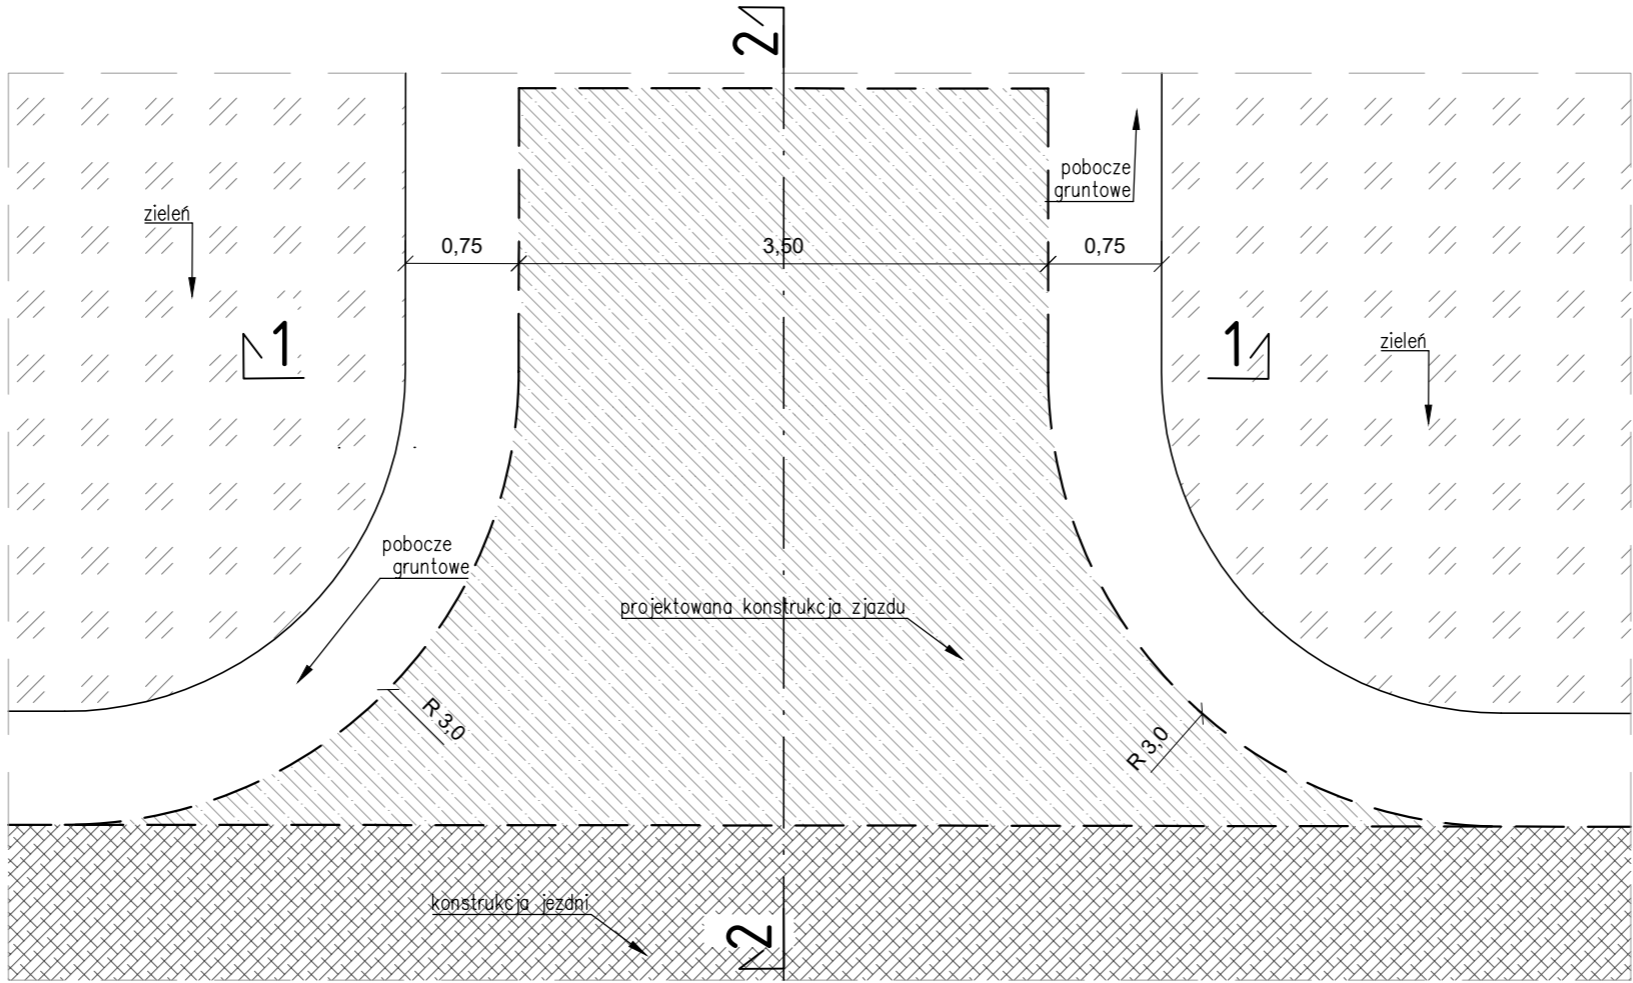 2
pobocze
gruntowe
zieleń
0,75
3,50
0,75
1
1
zieleń
pobocze
gruntowe
projektowana konstrukcja zjazdu
R 3,0
R 3,0
konstrukcja jezdni
2